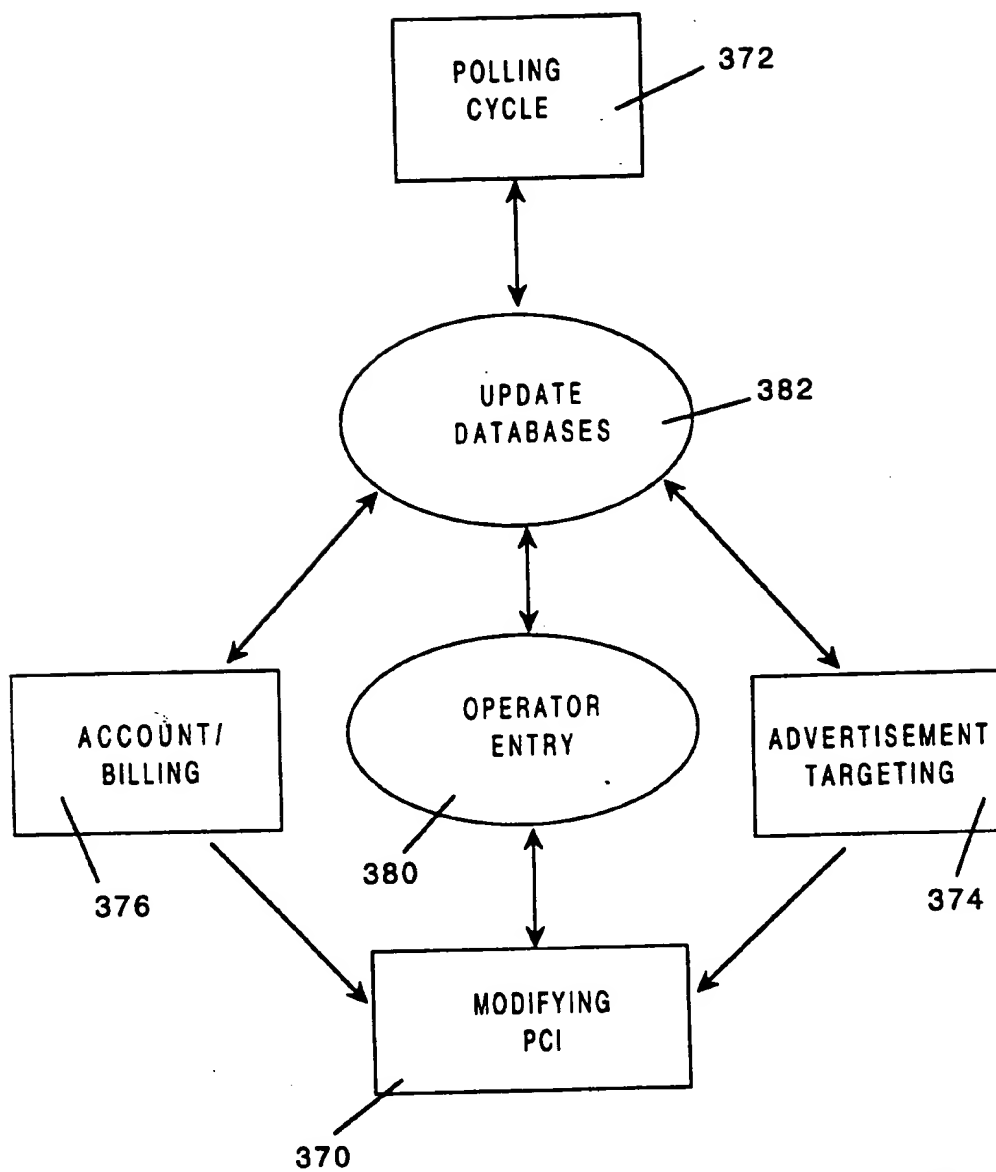 POLLING
CYCLE
372
UPDATE
DATABASES
382
ACCOUNT/
BILLING
376
OPERATOR
ENTRY
380
ADVERTISEMENT
TARGETING
374
MODIFYING
PCI
370